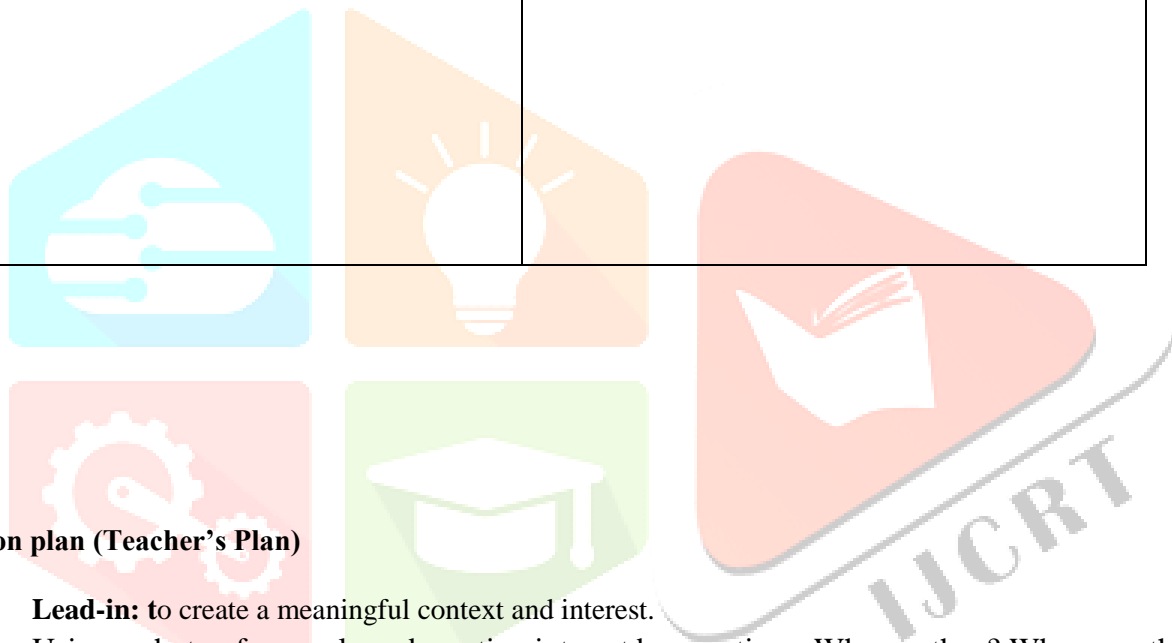 on plan (Teacher’s Plan)
Lead-in: to create a meaningful context and interest.
IJCRT